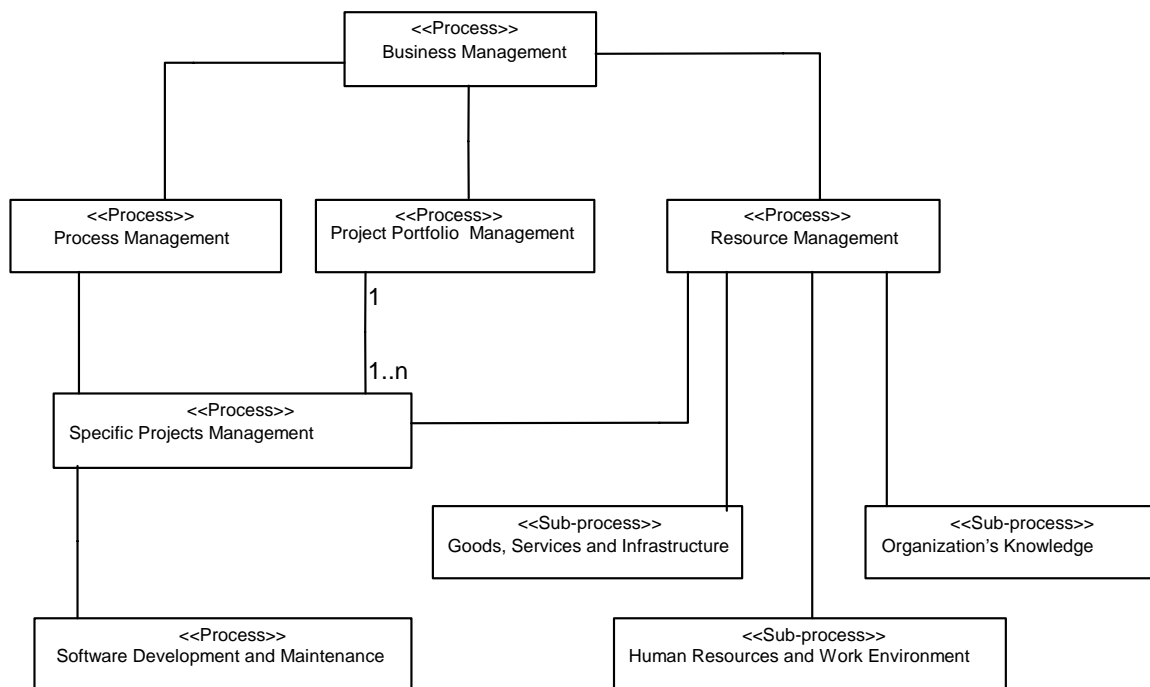 <<Process>>
Business Management
<<Process>>
Process Management
<<Process>>
Project Portfolio  Management
<<Process>>
Resource Management
1
1..n
<<Process>>
Specific Projects Management
<<Sub-process>>
Goods, Services and Infrastructure
<<Sub-process>>
Organization’s Knowledge
<<Process>>
Software Development and Maintenance
<<Sub-process>>
Human Resources and Work Environment